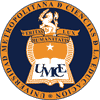 UNIVERSIDAD METROPOLITANA DE CIENCIAS DE LA EDUCACION
UMCE